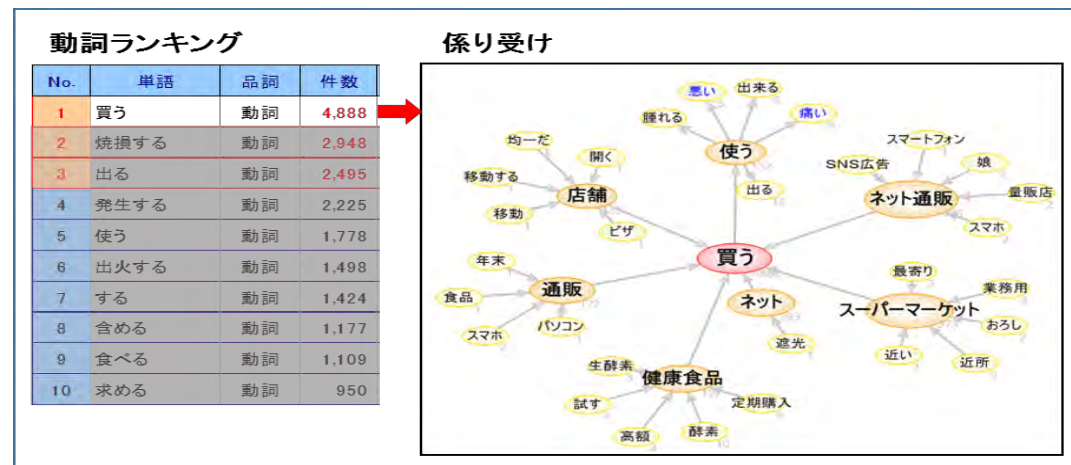 動詞ランキング
No. 単語 品詞 件数
1 買う 動詞 4,888
2 焼損する 動詞 2,948
3 出る 動詞 2,495
4 発生する 動詞 2,225
5 使う 動詞 1,778
6 出火する 動詞 1,498
7 する 動詞 1,424
8 含める 動詞 1,177
9 食べる 動詞 1,109
10 求める 動詞 950
係り受け
悪い
出来る
腫れる
痛い
使う
出る
均一だ
開く
移動する
店舗
移動
ビザ
スマートフォン
SNS広告
娘
量販店
ネット通販
スマホ
買う
年末
食品
通販
スマホ
パソコン
ネット
遮光
最寄り
業務用
スーパーマーケット
おろし
近い
近所
生酵素
健康食品
試す
定期購入
高額
酵素